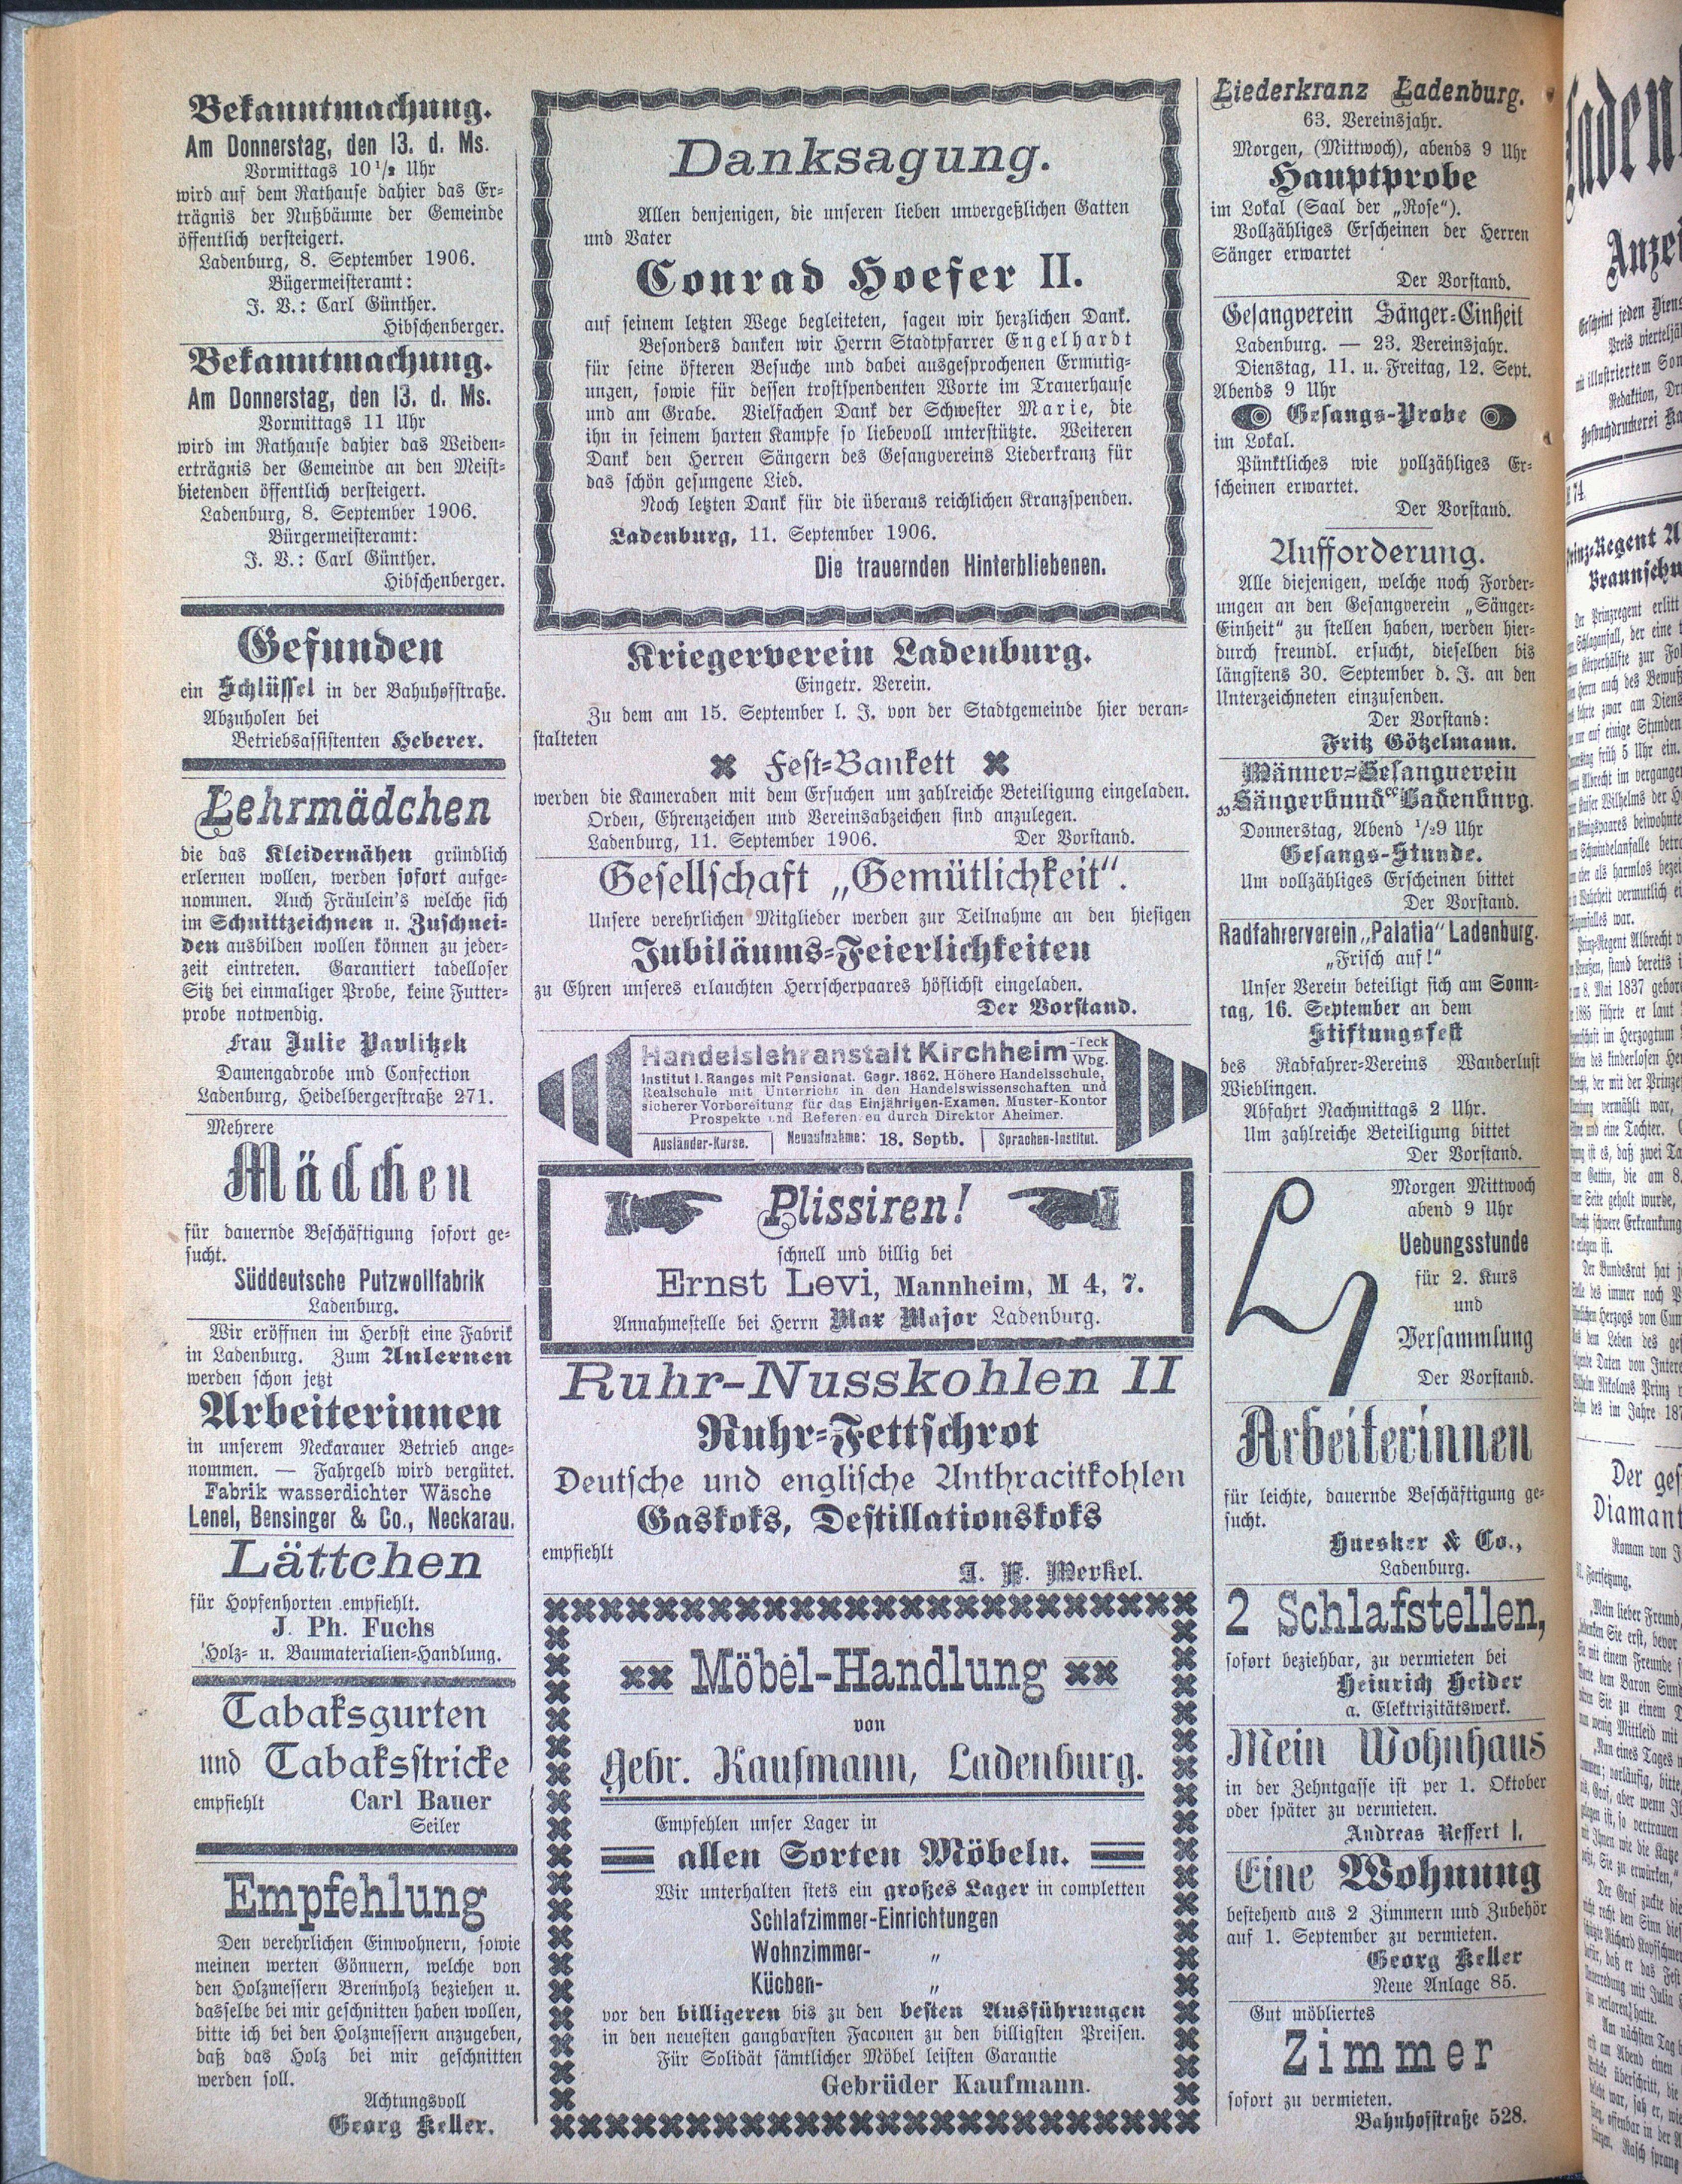 Bekanntmachung.
Am Donnerstag, den 13. d. Ms.
Vormittags 10 1/2 Uhr
wird auf dem Rathause dahier das Er-
trägnis der Nußbäume der Gemeinde
öffentlich versteigert.
Ladenburg, 8. September 1906.
Bügermeisteramt:
J. V.: Carl Günther.
Hibschenberger.
Bekanntmachung.
Am Donnerstag, den 13. d. Ms.
Vormittags 11 Uhr
wird im Rathause dahier das Weiden-
erträgnis der Gemeinde an den Meist-
bietenden öffentlich versteigert.
Ladenburg, 8. September 1906.
Bürgermeisteramt:
J. V.: Carl Günther.
Hibschenberger.
Gefunden
ein Schlüssel in der Bahnhofstraße.
Abzuholen bei
Betriebsassistenten Heberer.
Lehrmädchen
die das Kleidernähen gründlich
erlernen wollen, werden sofort aufge-
nommen. Auch Fräulein's welche sich
im Schnittzeichnen u. Zuschnei-
den ausbilden wollen können zu jeder-
zeit eintreten. Garantiert tadelloser
Sitz bei einmaliger Probe, keine Futter-
probe notwendig.
Frau Julie Pavlitzek
Damengadrobe und Confection
Ladenburg, Heidelbergerstraße 271.
Mehrere
Mädchen
für dauernde Beschäftigung sofort ge-
sucht.
Süddeutsche Putzwollfabrik
Ladenburg.
Wir eröffnen im Herbst eine Fabrik
in Ladenburg. Zum Anlernen
werden schon jetzt
Arbeiterinnen
in unserem Neckarauer Betrieb ange-
nommen. — Fahrgeld wird vergütet.
Fabrik wasserdichter Wäsche
Lenel, Bensinger & Co., Neckarau.
Lättchen
für Hopfenhorten empfiehlt.
J. Ph. Fuchs
Holz- u. Baumaterialien-Handlung.
Tabaksgurten
und Tabaksstricke
empfiehlt Carl Bauer
Seiler
Empfehlung
Den verehrlichen Einwohnern, sowie
meinen werten Gönnern, welche von
den Holzmessern Brennholz beziehen u.
dasselbe bei mir geschnitten haben wollen,
bitte ich bei den Holzmessern anzugeben,
daß das Holz bei mir geschnitten
werden soll.
Achtungsvoll
Georg Keller.
Danksagung.
Allen denjenigen, die unseren lieben unvergeßlichen Gatten
und Vater
Conrad Hoefer II.
auf seinem letzten Wege begleiteten, sagen wir herzlichen Dank.
Besonders danken wir Herrn Stadtpfarrer Engelhardt
für seine öfteren Besuche und dabei ausgesprochenen Ermutig-
ungen, sowie für dessen trostspendenten Worte im Trauerhause
und am Grabe. Vielfachen Dank der Schwester Marie, die
ihn in seinem harten Kampfe so liebevoll unterstützte. Weiteren
Dank den Herren Sängern des Gesangvereins Liederkranz für
das schön gesungene Lied.
Noch letzten Dank für die überaus reichlichen Kranzspenden.
Ladenburg, 11. September 1906.
Die trauernden Hinterbliebenen.
Kriegerverein Ladenburg.
Eingetr. Verein.
Zu dem am 15. September l. J. von der Stadtgemeinde hier veran-
stalteten
Fest-Bankett
werden die Kameraden mit dem Ersuchen um zahlreiche Beteiligung eingeladen.
Orden, Ehrenzeichen und Vereinsabzeichen sind anzulegen.
Ladenburg, 11. September 1906. Der Vorstand.
Gesellschaft „Gemütlichkeit".
Unsere verehrlichen Mitglieder werden zur Teilnahme an den hiesigen
Jubiläums-Feierlichkeiten
zu Ehren unseres erlauchten Herrscherpaares höflichst eingeladen.
Der Vorstand.
Handelslehranstalt Kirchheim-Teck Wbg.
Institut I. Ranges mit Pensionat. Gegr. 1862. Höhere Handelsschule,
Realschule mit Unterricht in den Handelswissenschaften und
sicherer Vorbereitung für das Einjährigen-Examen. Muster-Kontor
Prospekte und Referenzen durch Direktor Aheimer.
Ausländer-Kurse. Neuaufnahme: 18. Septb. Sprachen-Institut.
Plissiren!
schnell und billig bei
Ernst Levi, Mannheim, M 4, 7.
Annahmestelle bei Herrn Max Major Ladenburg.
Ruhr-Nusskohlen II
Ruhr-Fettschrot
Deutsche und englische Anthracitkohlen
Gaskoks, Destillationskoks
empfiehlt
J. F. Merkel.
Möbel-Handlung
von
Gebr. Kaufmann, Ladenburg.
Empfehlen unser Lager in
allen Sorten Möbeln.
Wir unterhalten stets ein großes Lager in completten
Schlafzimmer-Einrichtungen
Wohnzimmer- „
Küchen- „
vor den billigeren bis zu den besten Ausführungen
in den neuesten gangbarsten Faconen zu den billigsten Preisen.
Für Solidät sämtlicher Möbel leisten Garantie
Gebrüder Kaufmann.
Liederkranz Ladenburg.
63. Vereinsjahr.
Morgen, (Mittwoch), abends 9 Uhr
Hauptprobe
im Lokal (Saal der „Rose").
Vollzähliges Erscheinen der Herren
Sänger erwartet
Der Vorstand.
Gesangverein Sänger-Einheit
Ladenburg. — 23. Vereinsjahr.
Dienstag, 11. u. Freitag, 12. Sept.
Abends 9 Uhr
Gesangs-Probe
im Lokal.
Pünktliches wie vollzähliges Er-
scheinen erwartet.
Der Vorstand.
Aufforderung.
Alle diejenigen, welche noch Forder-
ungen an den Gesangverein „Sänger-
Einheit" zu stellen haben, werden hier-
durch freundl. ersucht, dieselben bis
längstens 30. September d. J. an den
Unterzeichneten einzusenden.
Der Vorstand:
Fritz Götzelmann.
Männer-Gesangverein
„Sängerbund" Ladenburg.
Donnerstag, Abend 1/29 Uhr
Gesangs-Stunde.
Um vollzähliges Erscheinen bittet
Der Vorstand.
Radfahrerverein „Palatia" Ladenburg.
„Frisch auf!"
Unser Verein beteiligt sich am Sonn-
tag, 16. September an dem
Stiftungsfest
des Radfahrer-Vereins Wanderlust
Wieblingen.
Abfahrt Nachmittags 2 Uhr.
Um zahlreiche Beteiligung bittet
Der Vorstand.
Morgen Mittwoch
abend 9 Uhr
Uebungsstunde
für 2. Kurs
und
Versammlung
Der Vorstand.
Arbeiterinnen
für leichte, dauernde Beschäftigung ge-
sucht.
Huesker & Co.,
Ladenburg.
2 Schlafstellen,
sofort beziehbar, zu vermieten bei
Heinrich Heider
a. Elektrizitätswerk.
Mein Wohnhaus
in der Zehntgasse ist per 1. Oktober
oder später zu vermieten.
Andreas Reffert I.
Eine Wohnung
bestehend aus 2 Zimmern und Zubehör
auf 1. September zu vermieten.
Georg Keller
Neue Anlage 85.
Gut möbliertes
Zimmer
sofort zu vermieten.
Bahnhofstraße 528.